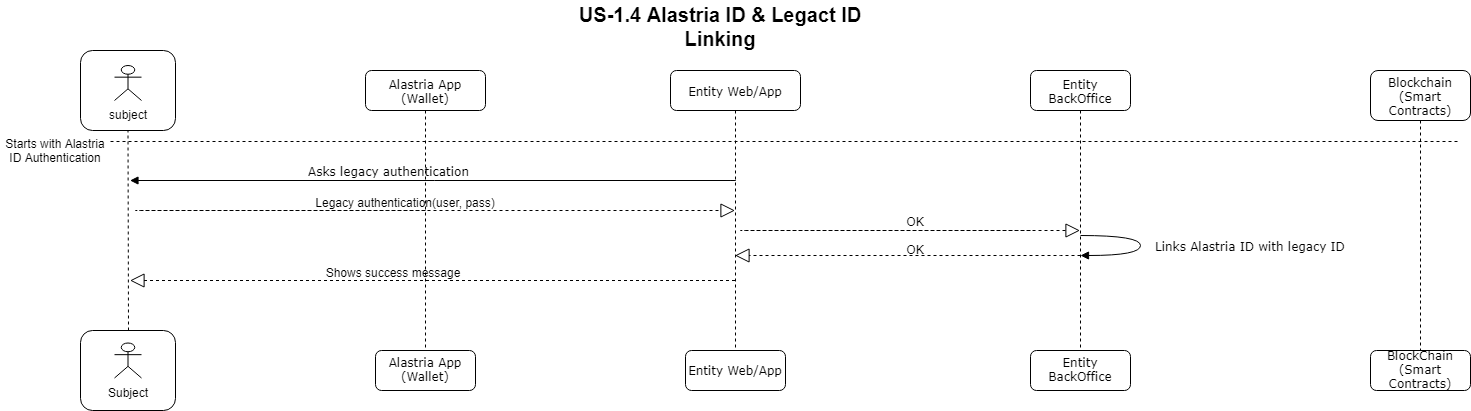 US-1.4 Alastria ID & Legact ID
Linking
subject
Alastria App
(Wallet)
Entity Web/App
Entity
BackOffice
Blockchain
(Smart
Contracts)
Starts with Alastria
ID Authentication
Asks legacy authentication
Legacy authentication(user, pass)
OK
Links Alastria ID with legacy ID
OK
Shows success message
Subject
Alastria App
(Wallet)
Entity Web/App
Entity
BackOffice
BlockChain
(Smart
Contracts)